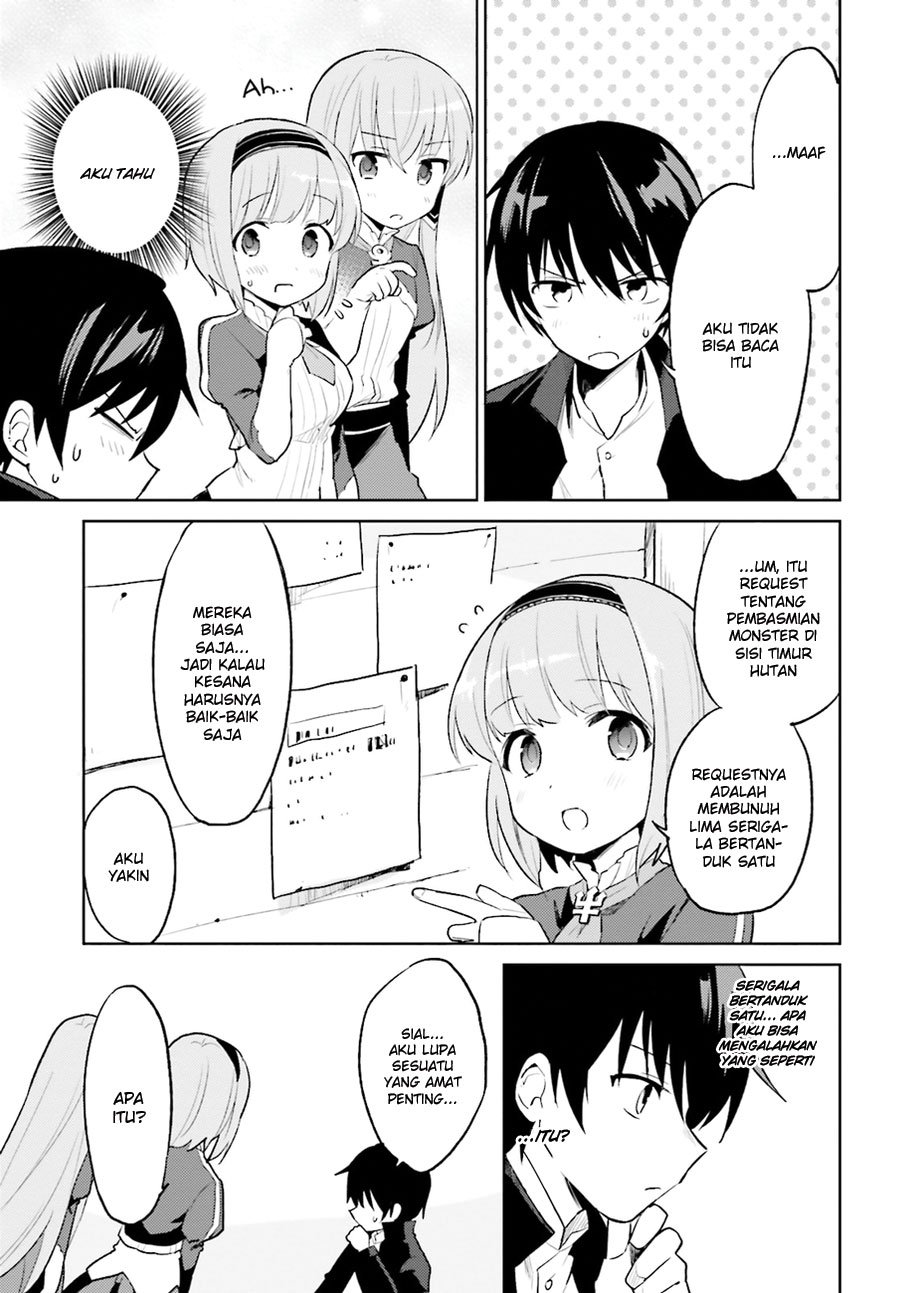 ...MAAF
AKU TIDAK
BISA BACA
ITU
Ah...
AKU TAHU
...UM, ITU
REQUEST
TENTANG
PEMBASMIAN
MONSTER DI
SISI TIMUR
HUTAN
REQUESTNYA
ADALAH
MEMBUNUH
LIMA SERIGA-
LA BERTAN-
DUK SATU
MEREKA
BIASA
SAJA...
JADI KALAU
KESANA
HARUSNYA
BAIK-BAIK
SAJA
AKU
YAKIN
SERIGALA
BERTANDUK
SATU... APA
AKU BISA
MENGALAHKAN
YANG SEPERTI
...ITU?
SIAL...
AKU LUPA
SESUATU
YANG AMAT
PENTING...
APA
ITU?